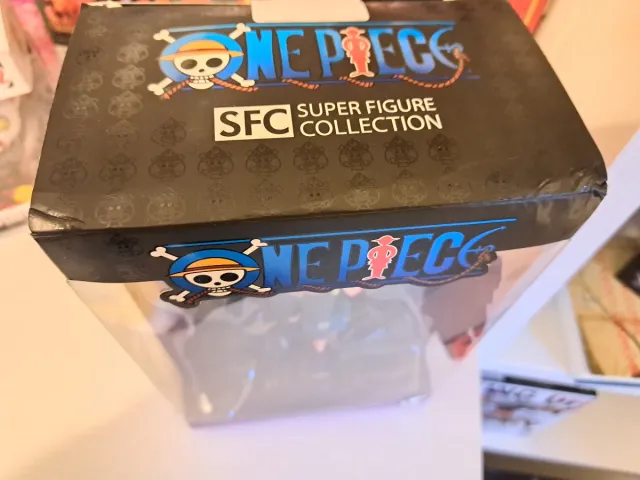 ONE PIECE
SFC SUPER FIGURE
COLLECTION
ONE PIECE